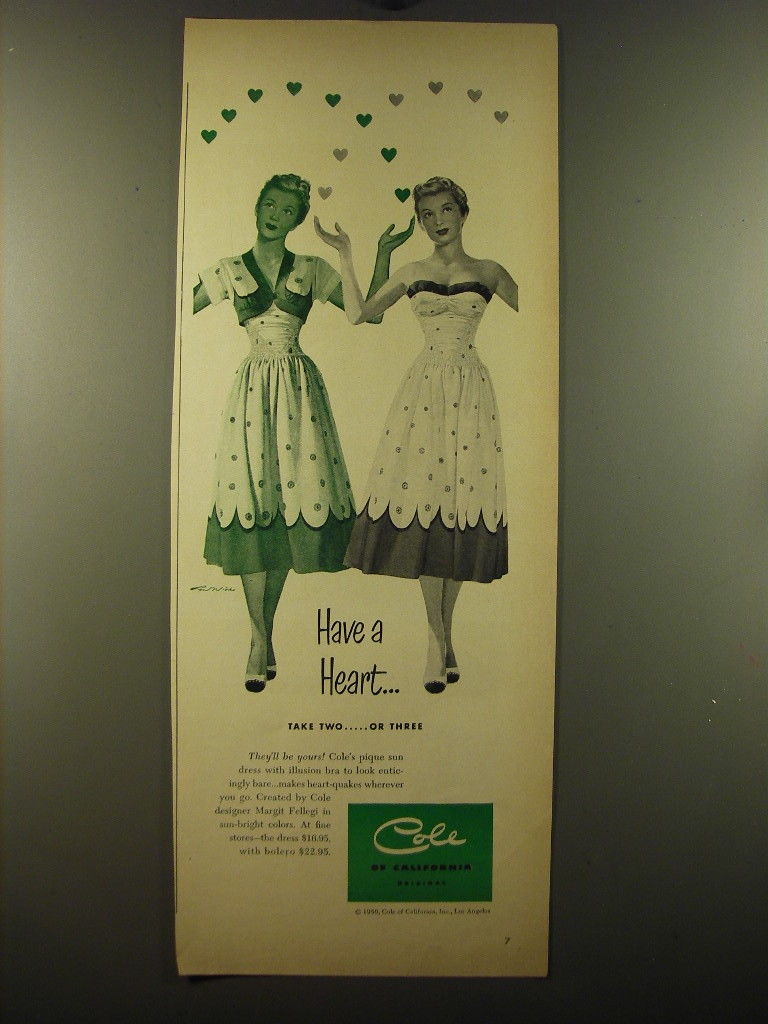 Have a
Heart...
TAKE TWO.....OR THREE
They'll be yours! Cole's pique sun
dress with illusion bra to look entic-
ingly bare...makes heart-quakes wherever
you go. Created by Cole
designer Margit Fellegi in
sun-bright colors. At fine
stores—the dress $16.95,
with bolero $22.95.
Cole
OF CALIFORNIA
ORIGINAL
© 1950, Cole of California, Inc., Los Angeles
7